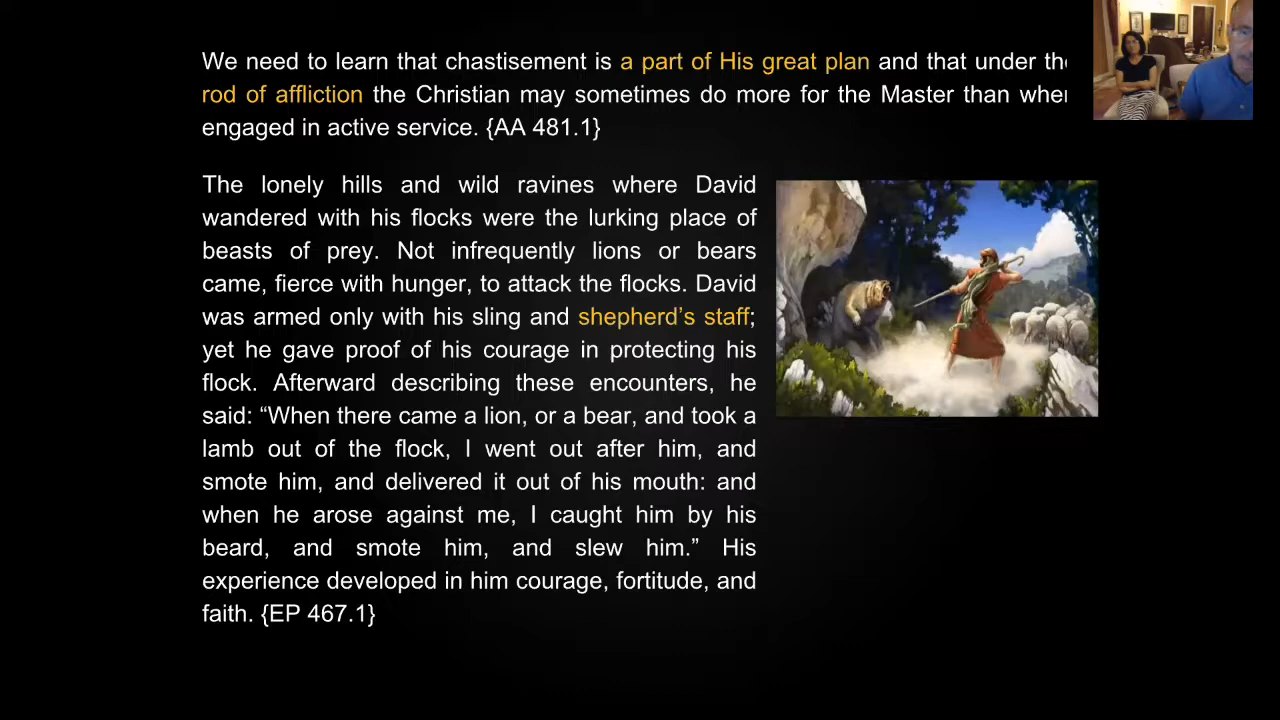 We need to learn that chastisement is a part of His great plan and that under the
rod of affliction the Christian may sometimes do more for the Master than when
engaged in active service. {AA 481.1}
The lonely hills and wild ravines where David
wandered with his flocks were the lurking place of
beasts of prey. Not infrequently lions or bears
came, fierce with hunger, to attack the flocks. David
was armed only with his sling and shepherd’s staff;
yet he gave proof of his courage in protecting his
flock. Afterward describing these encounters, he
said: “When there came a lion, or a bear, and took a
lamb out of the flock, I went out after him, and
smote him, and delivered it out of his mouth: and
when he arose against me, I caught him by his
beard, and smote him, and slew him.” His
experience developed in him courage, fortitude, and
faith. {EP 467.1}